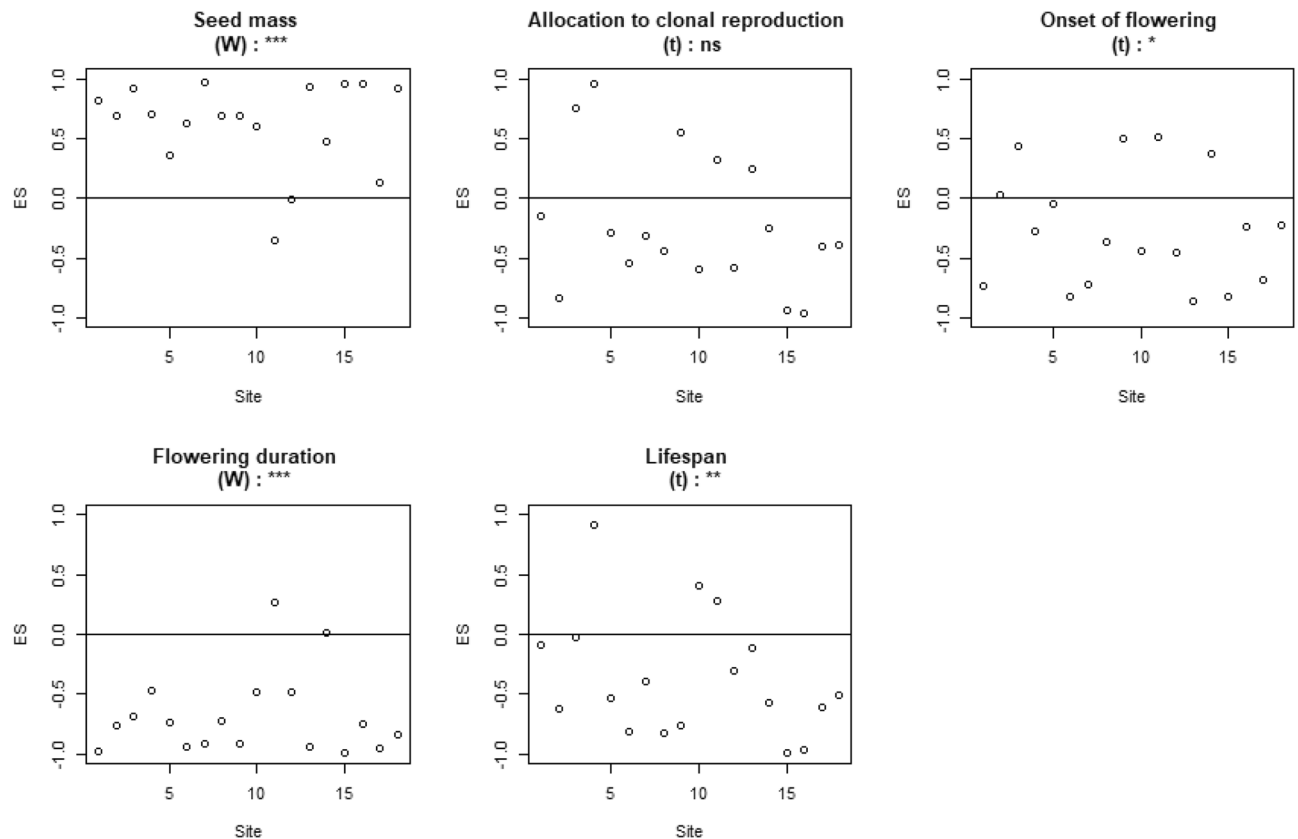 Seed mass
(W) : ***
1.0
0.5
0.0
-0.5
-1.0
ES
5
10
15
Site
Allocation to clonal reproduction
(t) : ns
1.0
0.5
0.0
-0.5
-1.0
ES
5
10
15
Site
Onset of flowering
(t) : *
1.0
0.5
0.0
-0.5
-1.0
ES
5
10
15
Site
Flowering duration
(W) : ***
1.0
0.5
0.0
-0.5
-1.0
ES
5
10
15
Site
Lifespan
(t) : **
1.0
0.5
0.0
-0.5
-1.0
ES
5
10
15
Site